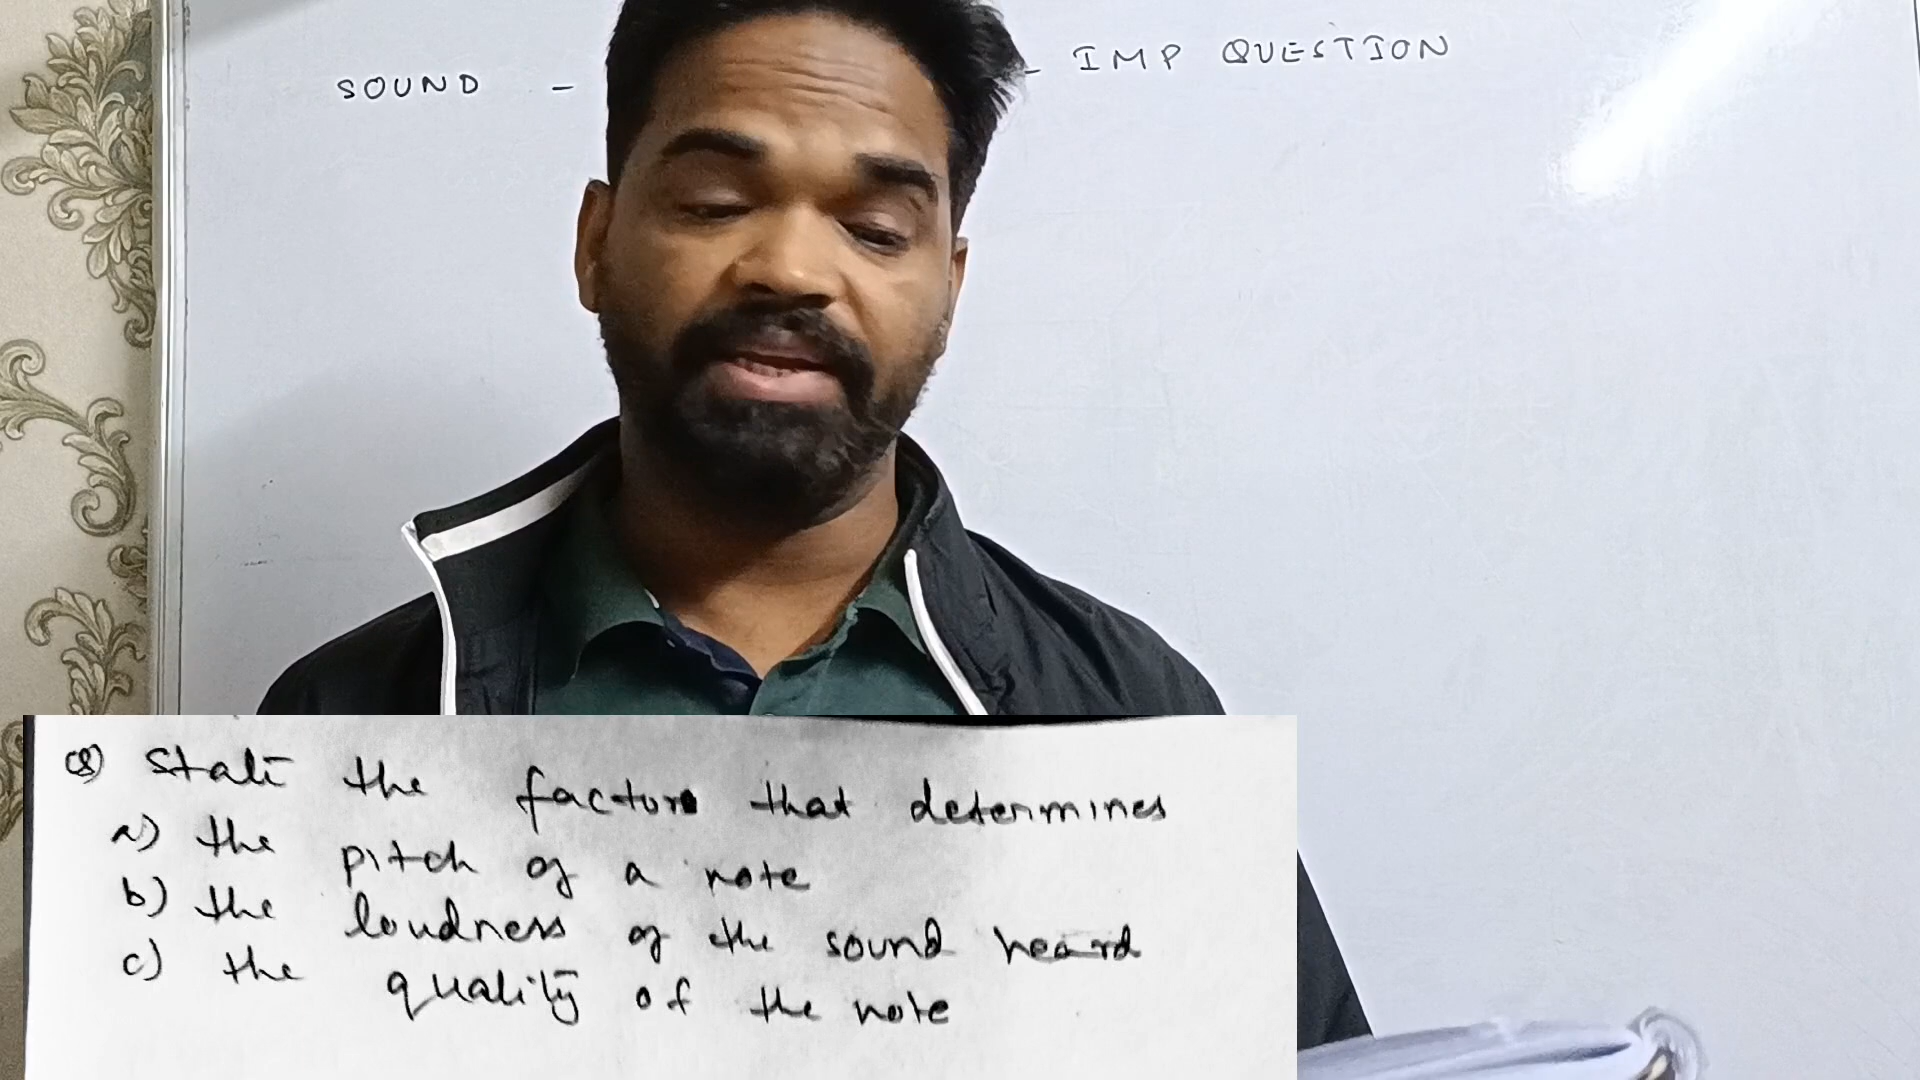 SOUND - - IMP QUESTION
Q) State the factors that determines
a) the pitch of a note
b) the loudness of the sound heard
c) the quality of the note